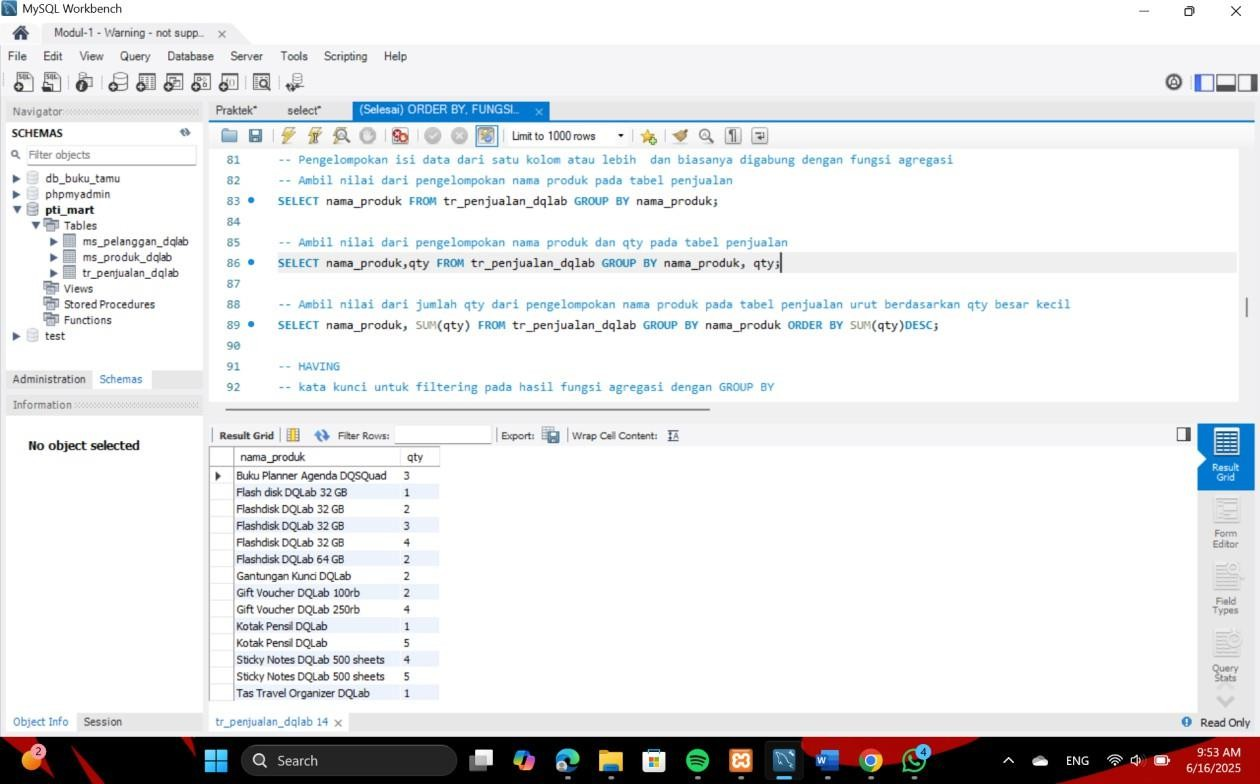 MySQL Workbench
Modul-1 - Warning - not supp...
File Edit View Query Database Server Tools Scripting Help
Navigator
SCHEMAS
Filter objects
db_buku_tamu
phpmyadmin
pti_mart
Tables
ms_pelanggan_dqlab
ms_produk_dqlab
tr_penjualan_dqlab
Views
Stored Procedures
Functions
test
Administration Schemas
Information
No object selected
Object Info Session
Praktek* select* (Selesai) ORDER BY, FUNGSI...
Limit to 1000 rows
81 -- Pengelompokan isi data dari satu kolom atau lebih  dan biasanya digabung dengan fungsi agregasi
82 -- Ambil nilai dari pengelompokan nama produk pada tabel penjualan
83 SELECT nama_produk FROM tr_penjualan_dqlab GROUP BY nama_produk;
84
85 -- Ambil nilai dari pengelompokan nama produk dan qty pada tabel penjualan
86 SELECT nama_produk,qty FROM tr_penjualan_dqlab GROUP BY nama_produk, qty;
87
88 -- Ambil nilai dari jumlah qty dari pengelompokan nama produk pada tabel penjualan urut berdasarkan qty besar kecil
89 SELECT nama_produk, SUM(qty) FROM tr_penjualan_dqlab GROUP BY nama_produk ORDER BY SUM(qty)DESC;
90
91 -- HAVING
92 -- kata kunci untuk filtering pada hasil fungsi agregasi dengan GROUP BY
Result Grid Filter Rows: Export: Wrap Cell Content:
nama_produk qty
Buku Planner Agenda DQSQuad 3
Flash disk DQLab 32 GB 1
Flashdisk DQLab 32 GB 2
Flashdisk DQLab 32 GB 3
Flashdisk DQLab 32 GB 4
Flashdisk DQLab 64 GB 2
Gantungan Kunci DQLab 2
Gift Voucher DQLab 100rb 2
Gift Voucher DQLab 250rb 4
Kotak Pensil DQLab 1
Kotak Pensil DQLab 5
Sticky Notes DQLab 500 sheets 4
Sticky Notes DQLab 500 sheets 5
Tas Travel Organizer DQLab 1
Result Grid
Form Editor
Field Types
Query Stats
tr_penjualan_dqlab 14
Read Only
2
Search
4
ENG
9:53 AM
6/16/2025